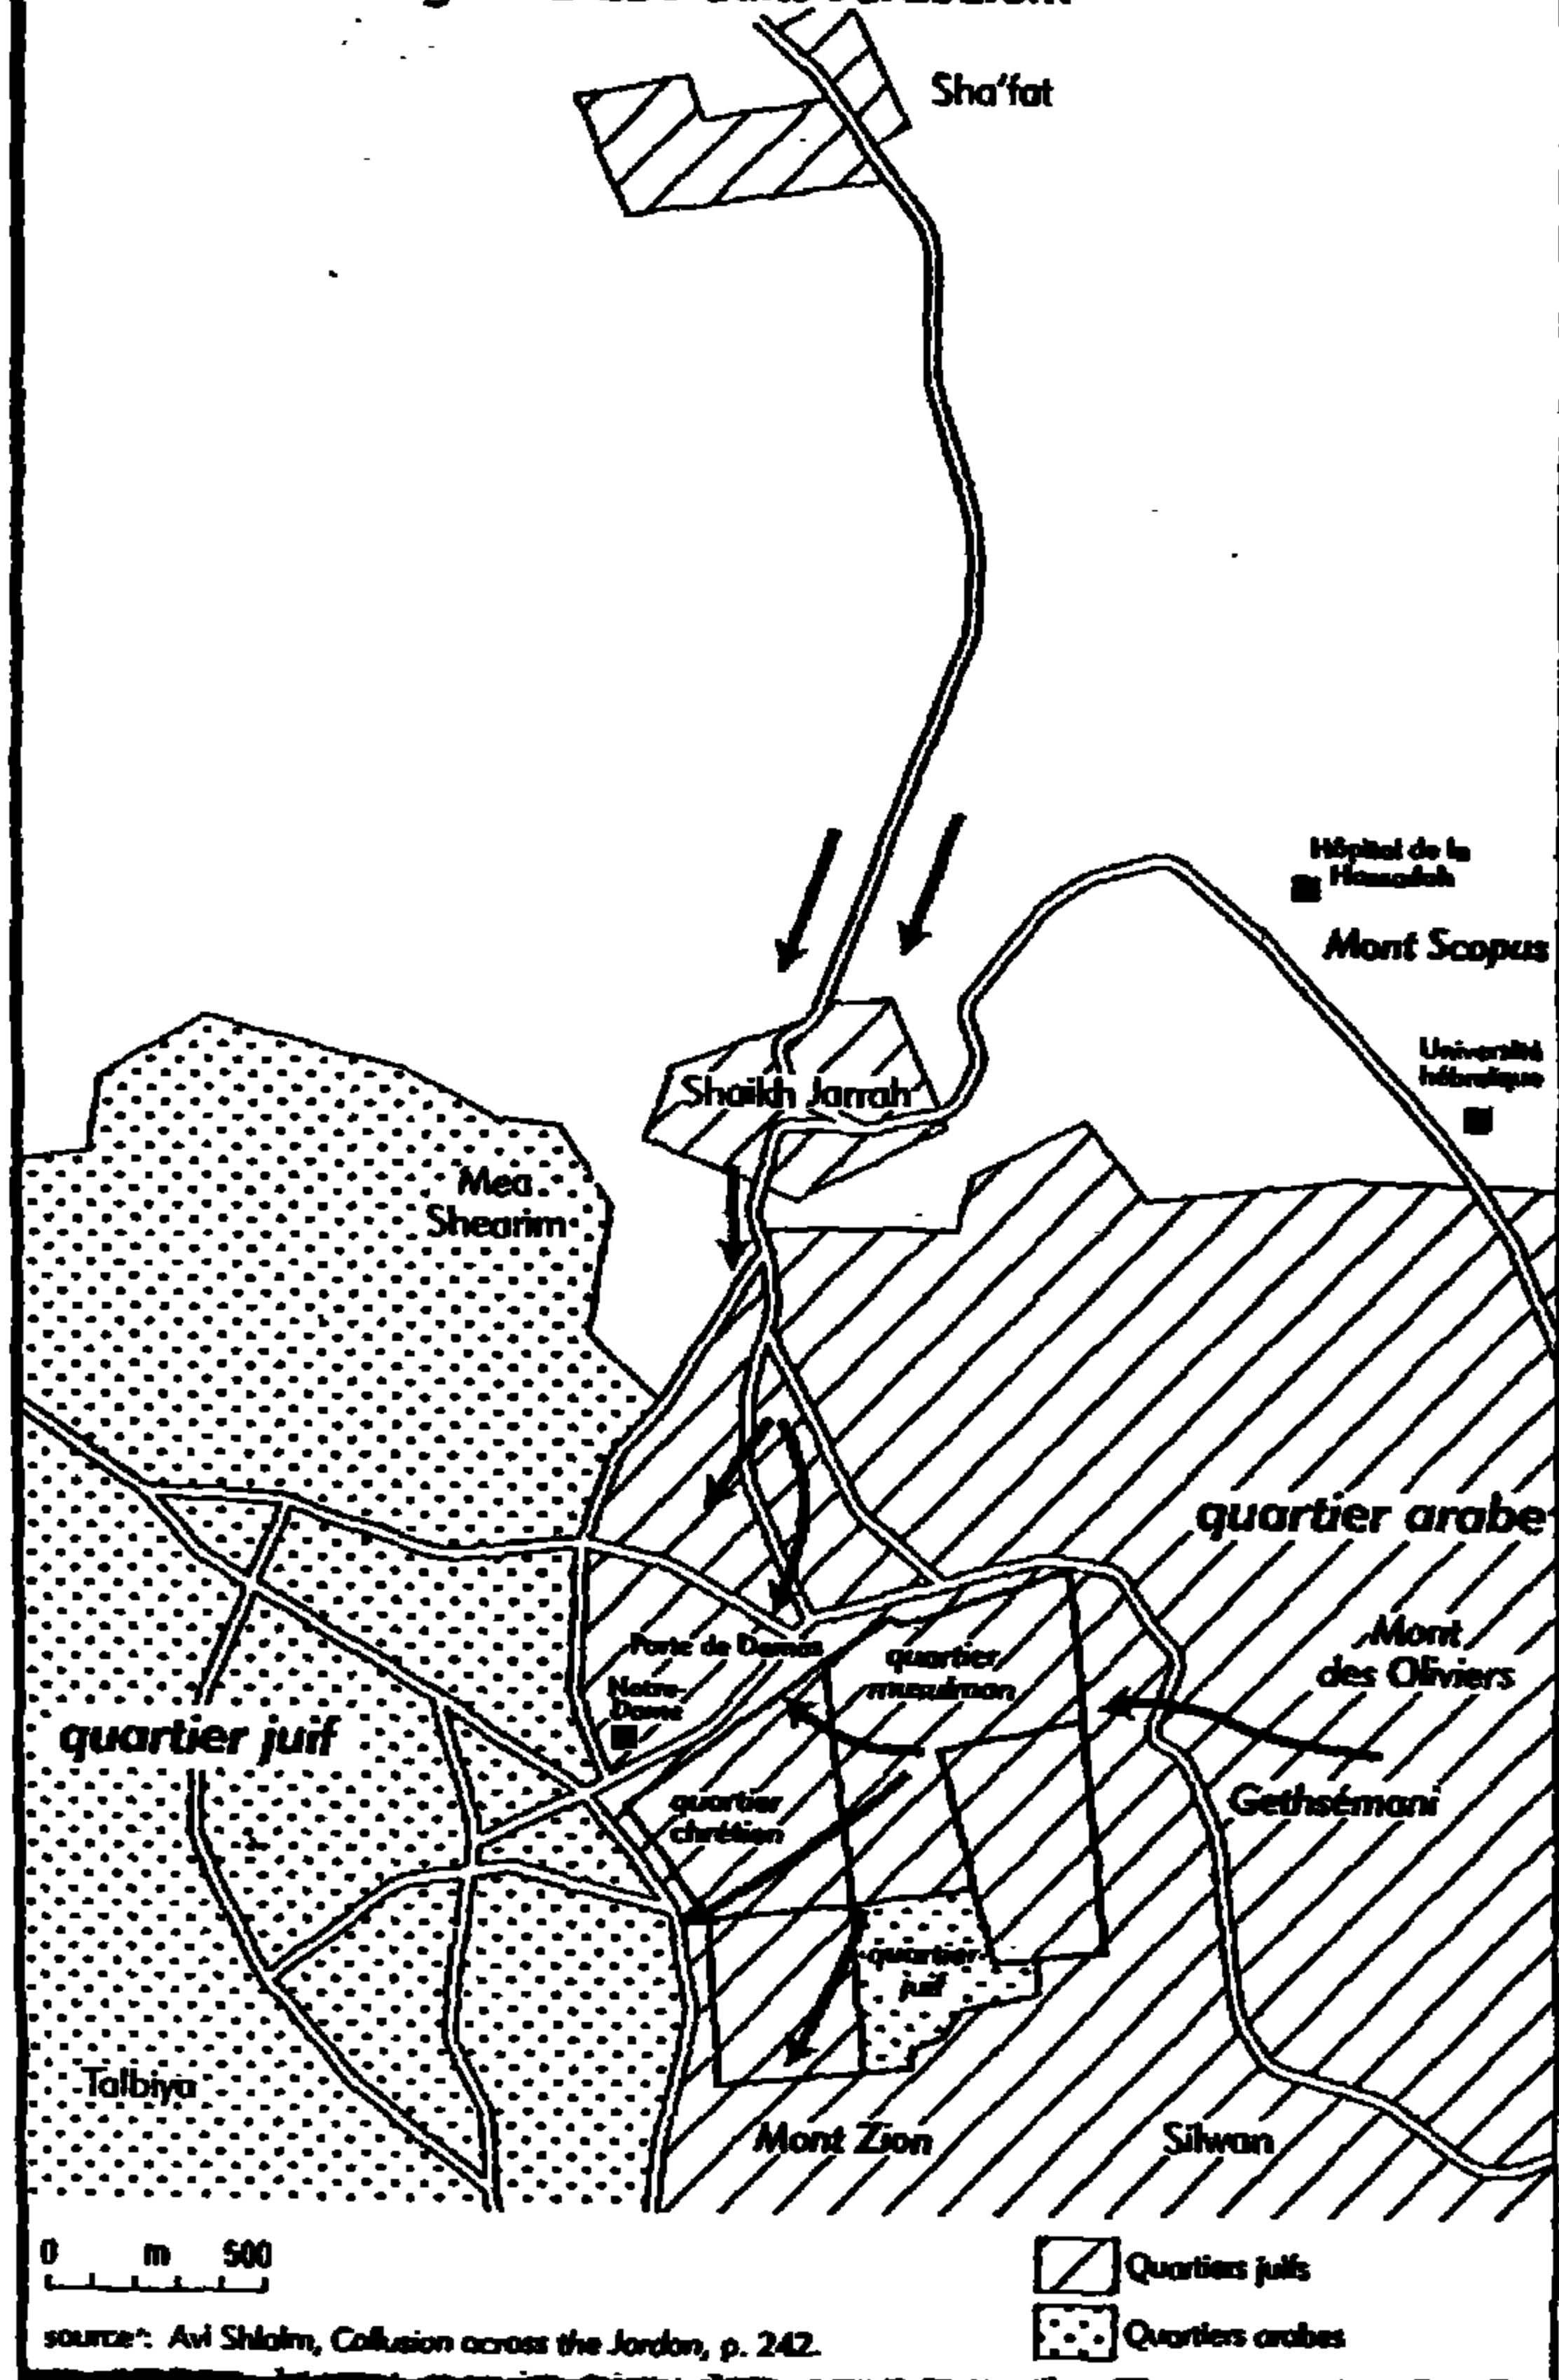 Sha'fat
Hôpital de la
Hassadah
Mont Scopus
Université
hébraïque
Shaikh Jarrah
Mea
Shearim
quartier arabe
Porte de Damas
quartier
musulman
Mont
des Oliviers
Notre-
Dame
quartier juif
quartier
chrétien
Gethsémani
quartier
juif
Talbiya
Mont Zion
Silwan
0 m 500
Quartiers juifs
source^: Avi Shlaim, Collusion across the Jordan, p. 242.
Quartiers arabes